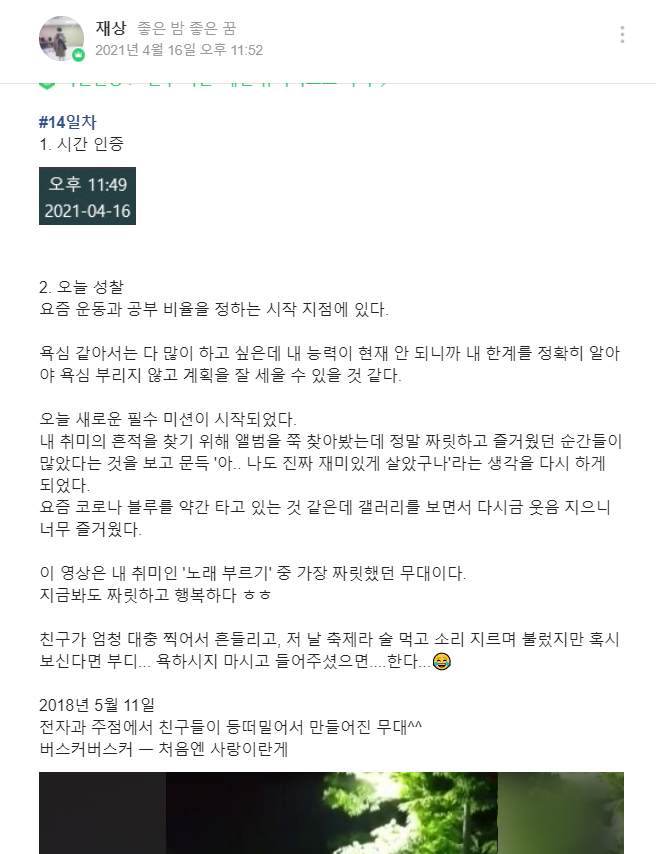 재상 좋은 밤 좋은 꿈
2021년 4월 16일 오후 11:52
#14일차
1. 시간 인증
오후 11:49
2021-04-16
2. 오늘 성찰
요즘 운동과 공부 비율을 정하는 시작 지점에 있다.
욕심 같아서는 다 많이 하고 싶은데 내 능력이 현재 안 되니까 내 한계를 정확히 알아
야 욕심 부리지 않고 계획을 잘 세울 수 있을 것 같다.
오늘 새로운 필수 미션이 시작되었다.
내 취미의 흔적을 찾기 위해 앨범을 쭉 찾아봤는데 정말 짜릿하고 즐거웠던 순간들이
많았다는 것을 보고 문득 '아.. 나도 진짜 재미있게 살았구나'라는 생각을 다시 하게
되었다.
요즘 코로나 블루를 약간 타고 있는 것 같은데 갤러리를 보면서 다시금 웃음 지으니
너무 즐거웠다.
이 영상은 내 취미인 '노래 부르기' 중 가장 짜릿했던 무대이다.
지금봐도 짜릿하고 행복하다 ㅎㅎ
친구가 엄청 대충 찍어서 흔들리고, 저 날 축제라 술 먹고 소리 지르며 불렀지만 혹시
보신다면 부디... 욕하시지 마시고 들어주셨으면....한다...😂
2018년 5월 11일
전자과 주점에서 친구들이 등떠밀어서 만들어진 무대^^
버스커버스커 ㅡ 처음엔 사랑이란게